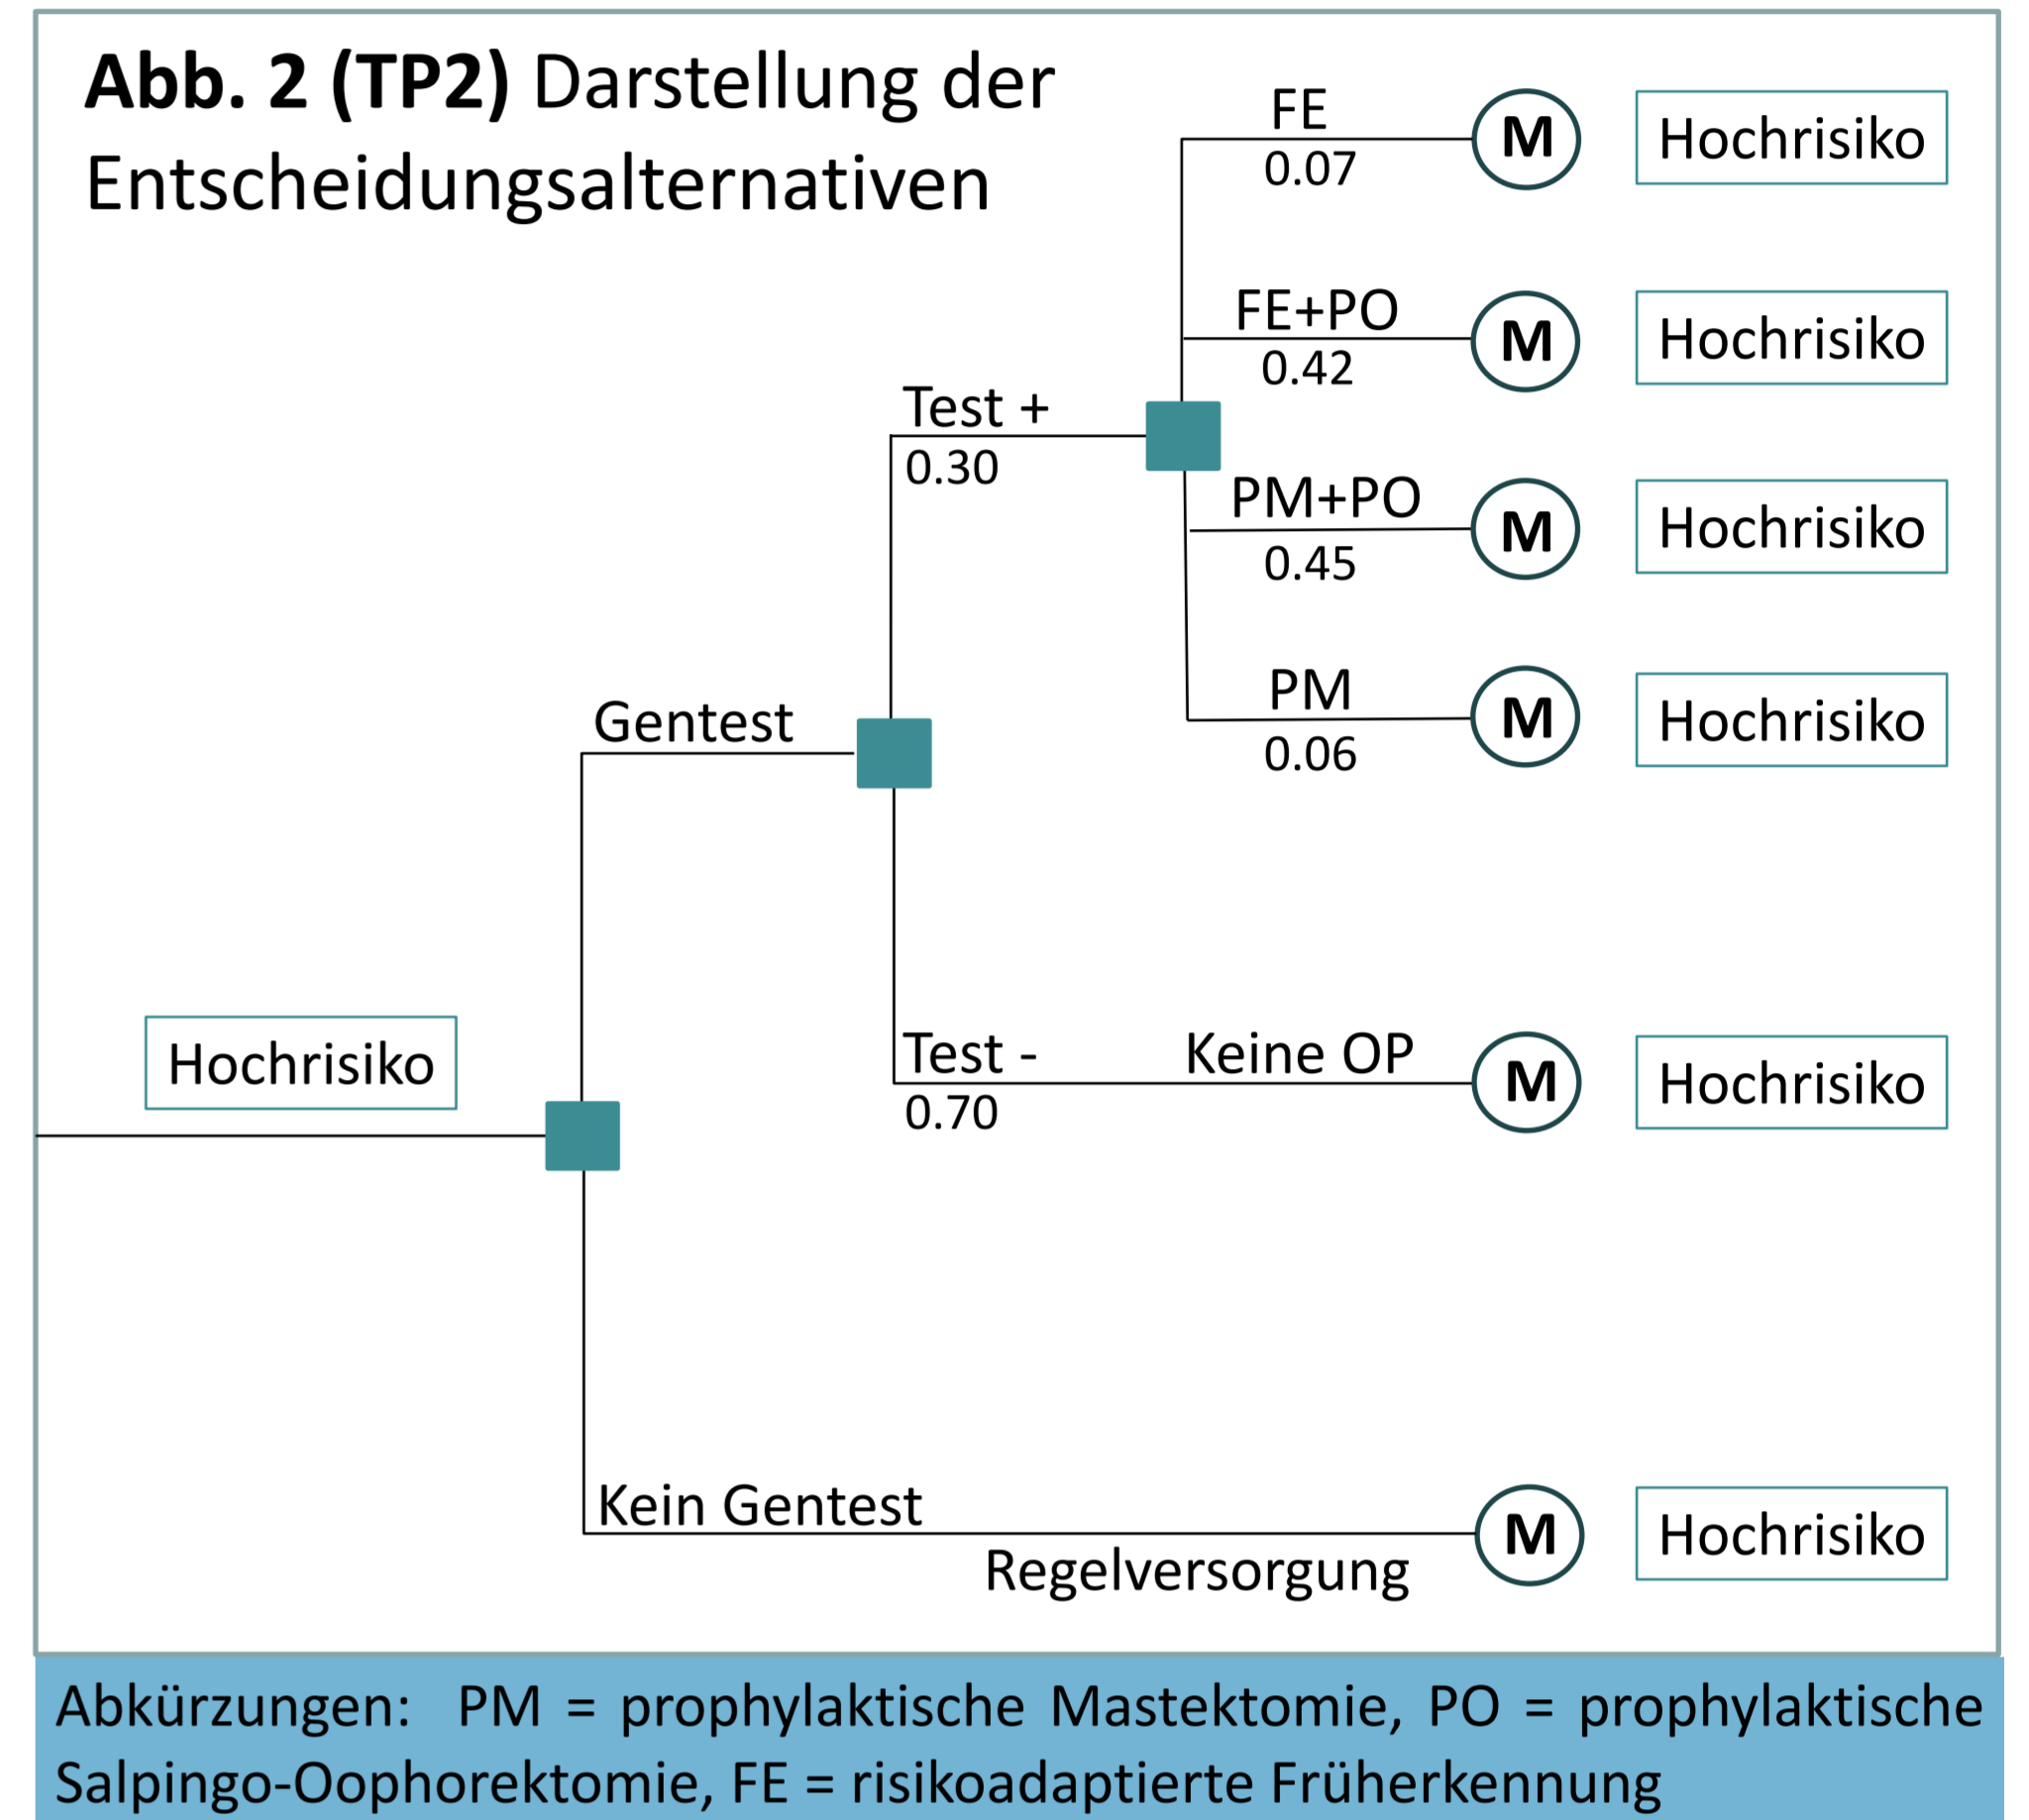 Abb. 2 (TP2) Darstellung der
Entscheidungsalternativen
FE
0.07
M
Hochrisiko
FE+PO
0.42
M
Hochrisiko
Test +
0.30
PM+PO
0.45
M
Hochrisiko
PM
0.06
M
Hochrisiko
Gentest
Test -
0.70
Keine OP
M
Hochrisiko
Hochrisiko
Kein Gentest
Regelversorgung
M
Hochrisiko
Abkürzungen: PM = prophylaktische Mastektomie, PO = prophylaktische
Salpingo-Oophorektomie, FE = risikoadaptierte Früherkennung